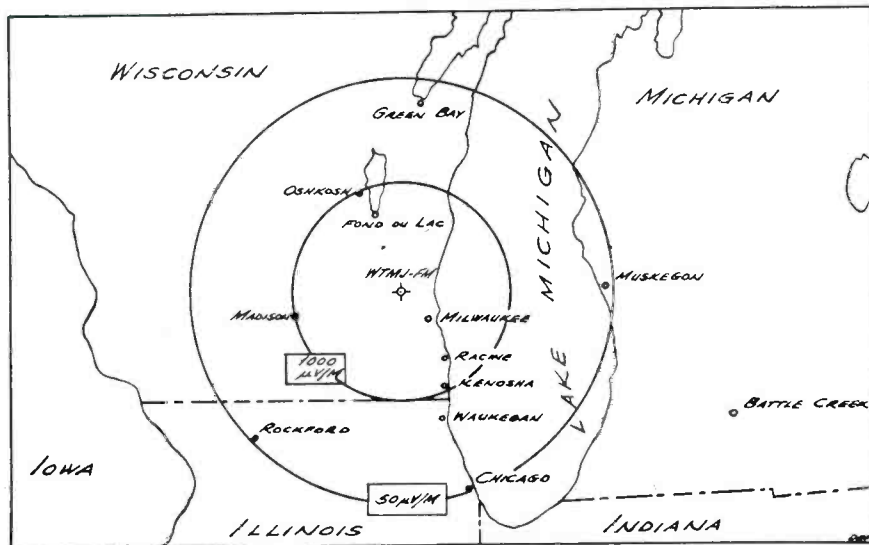 WISCONSIN
MICHIGAN
GREEN BAY
OSHKOSH
FOND DU LAC
LAKE MICHIGAN
WTMJ-FM
MUSKEGON
MADISON
MILWAUKEE
RACINE
1000
μV/M
KENOSHA
WAUKEGAN
BATTLE CREEK
ROCKFORD
IOWA
CHICAGO
50μV/M
ILLINOIS
INDIANA